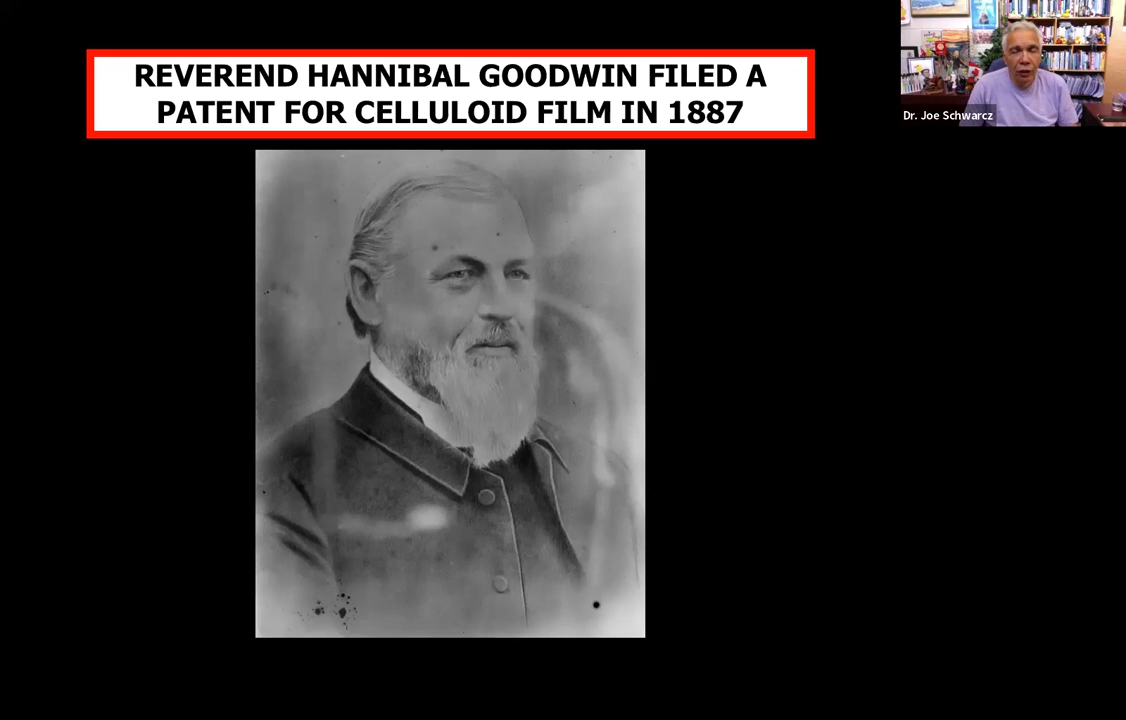 REVEREND HANNIBAL GOODWIN FILED A
PATENT FOR CELLULOID FILM IN 1887
Dr. Joe Schwarcz